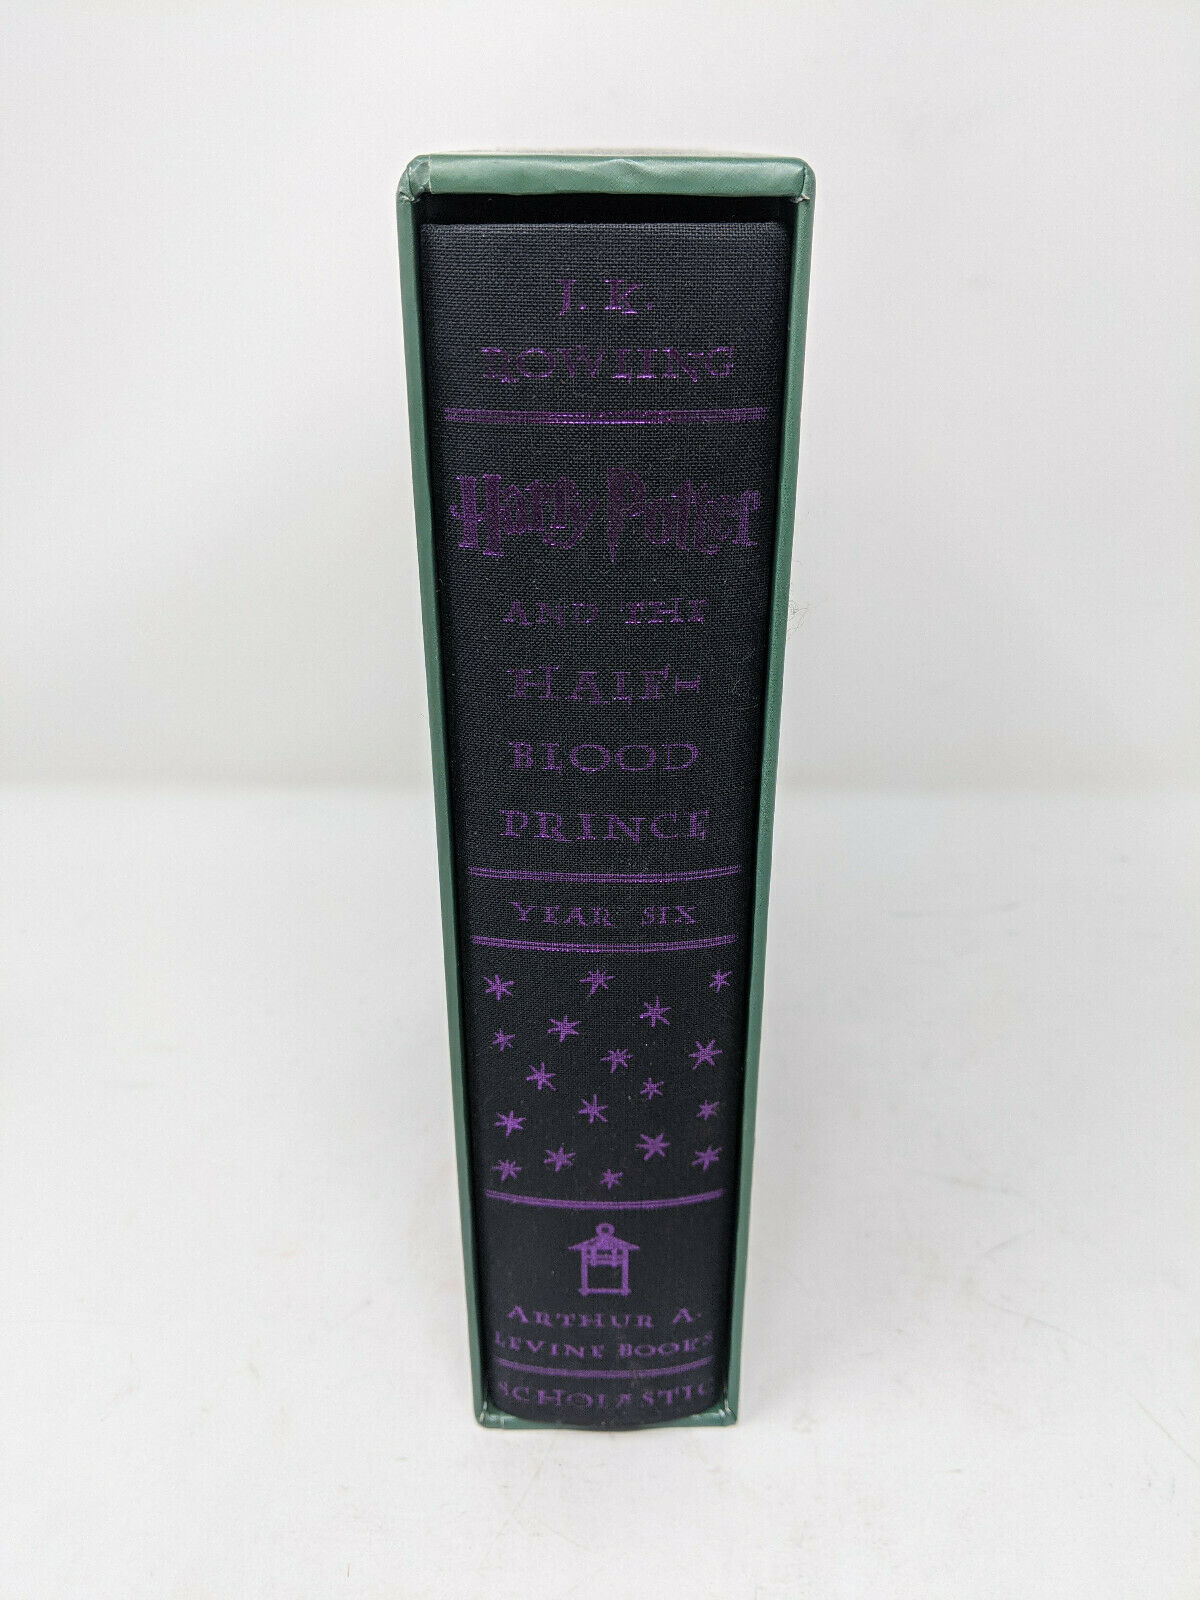 J. K.
ROWLING
Harry Potter
AND THE
HALF-
BLOOD
PRINCE
YEAR SIX
ARTHUR A.
LEVINE BOOKS
SCHOLASTIC